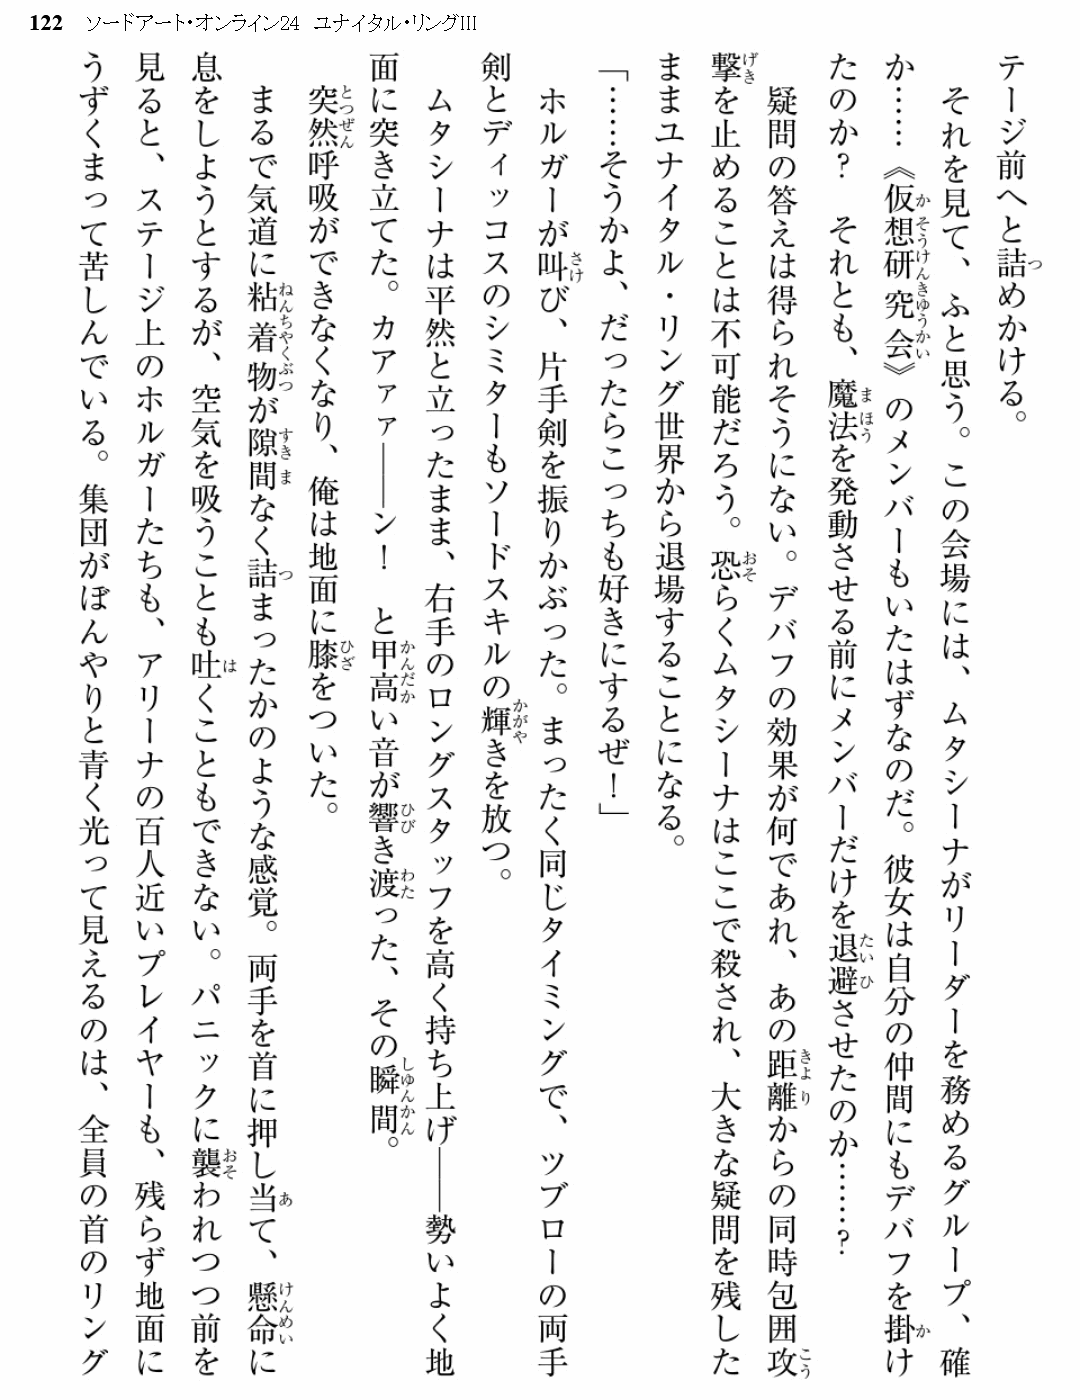 122 ソードアート・オンライン24 ユナイタル・リングIII
テージ前へと詰めかける。
　それを見て、ふと思う。この会場には、ムタシーナがリーダーを務めるグループ、確
か……《仮想研究会》のメンバーもいたはずなのだ。彼女は自分の仲間にもデバフを掛け
たのか？　それとも、魔法を発動させる前にメンバーだけを退避させたのか……？
　疑問の答えは得られそうにない。デバフの効果が何であれ、あの距離からの同時包囲攻
撃を止めることは不可能だろう。恐らくムタシーナはここで殺され、大きな疑問を残した
ままユナイタル・リング世界から退場することになる。
「……そうかよ、だったらこっちも好きにするぜ！」
　ホルガーが叫び、片手剣を振りかぶった。まったく同じタイミングで、ツブローの両手
剣とディッコスのシミターもソードスキルの輝きを放つ。
　ムタシーナは平然と立ったまま、右手のロングスタッフを高く持ち上げ――勢いよく地
面に突き立てた。カアァァ――ン！　と甲高い音が響き渡った、その瞬間。
　突然呼吸ができなくなり、俺は地面に膝をついた。
　まるで気道に粘着物が隙間なく詰まったかのような感覚。両手を首に押し当て、懸命に
息をしようとするが、空気を吸うことも吐くこともできない。パニックに襲われつつ前を
見ると、ステージ上のホルガーたちも、アリーナの百人近いプレイヤーも、残らず地面に
うずくまって苦しんでいる。集団がぼんやりと青く光って見えるのは、全員の首のリング